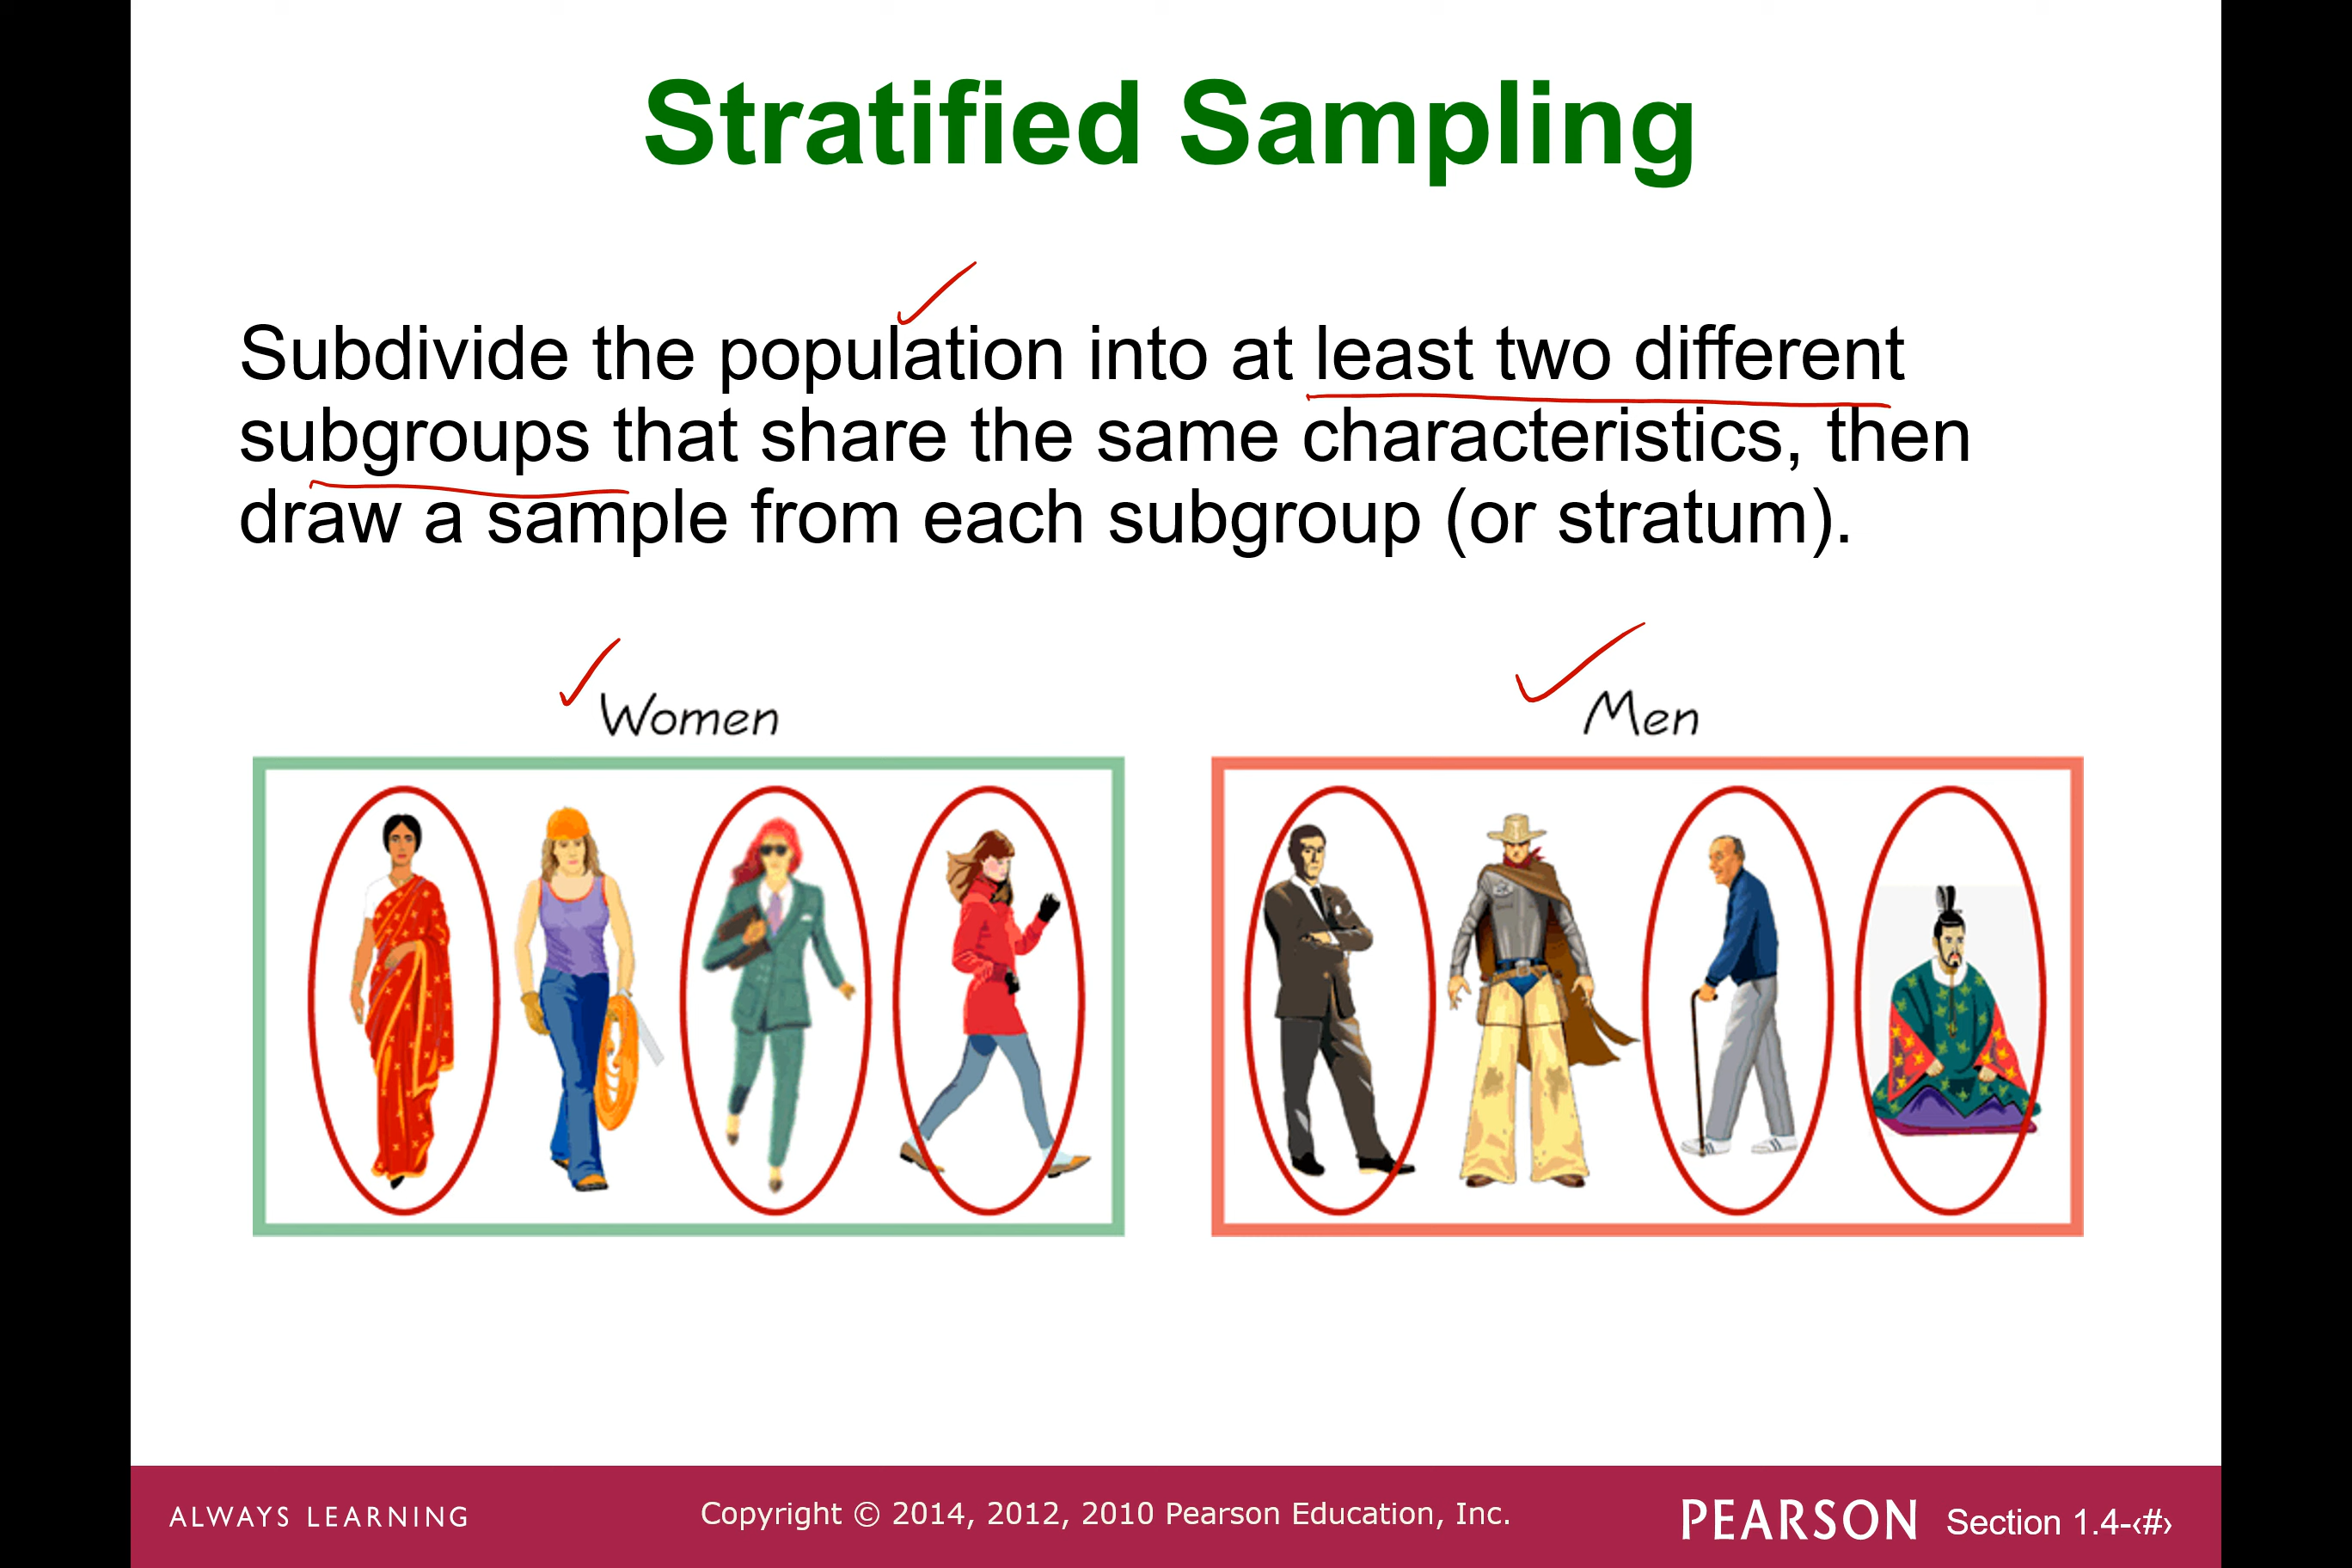 Stratified Sampling
Subdivide the population into at least two different
subgroups that share the same characteristics, then
draw a sample from each subgroup (or stratum).
Women
Men
ALWAYS LEARNING
Copyright © 2014, 2012, 2010 Pearson Education, Inc.
PEARSON
Section 1.4-‹#›